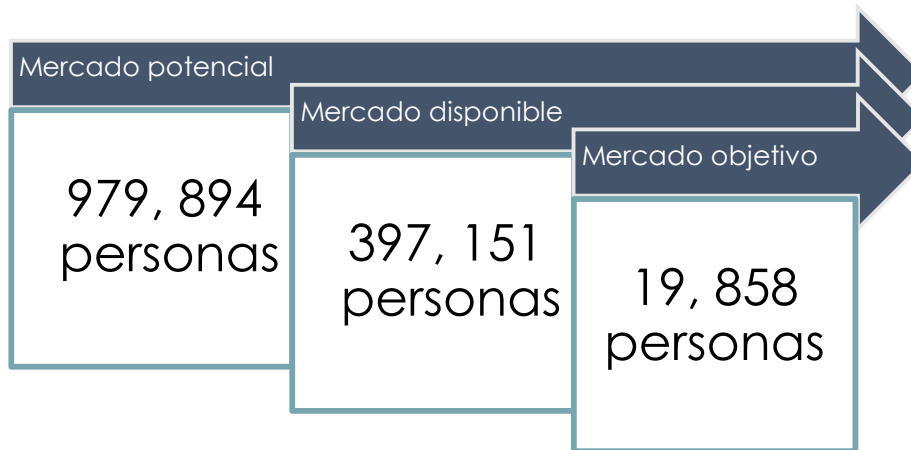 Mercado potencial
979, 894
personas
Mercado disponible
397, 151
personas
Mercado objetivo
19, 858
personas